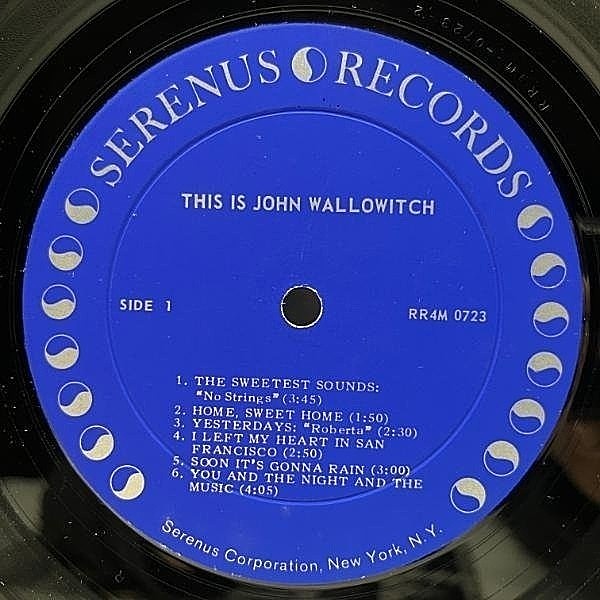 SERENUS RECORDS
THIS IS JOHN WALLOWITCH
SIDE 1
RR4M 0723
1. THE SWEETEST SOUNDS:
"No Strings" (3:45)
2. HOME, SWEET HOME (1:50)
3. YESTERDAYS: "Roberta" (2:30)
4. I LEFT MY HEART IN SAN
FRANCISCO (2:50)
5. SOON IT'S GONNA RAIN (3:00)
6. YOU AND THE NIGHT AND THE
MUSIC (4:05)
Serenus Corporation, New York, N.Y.